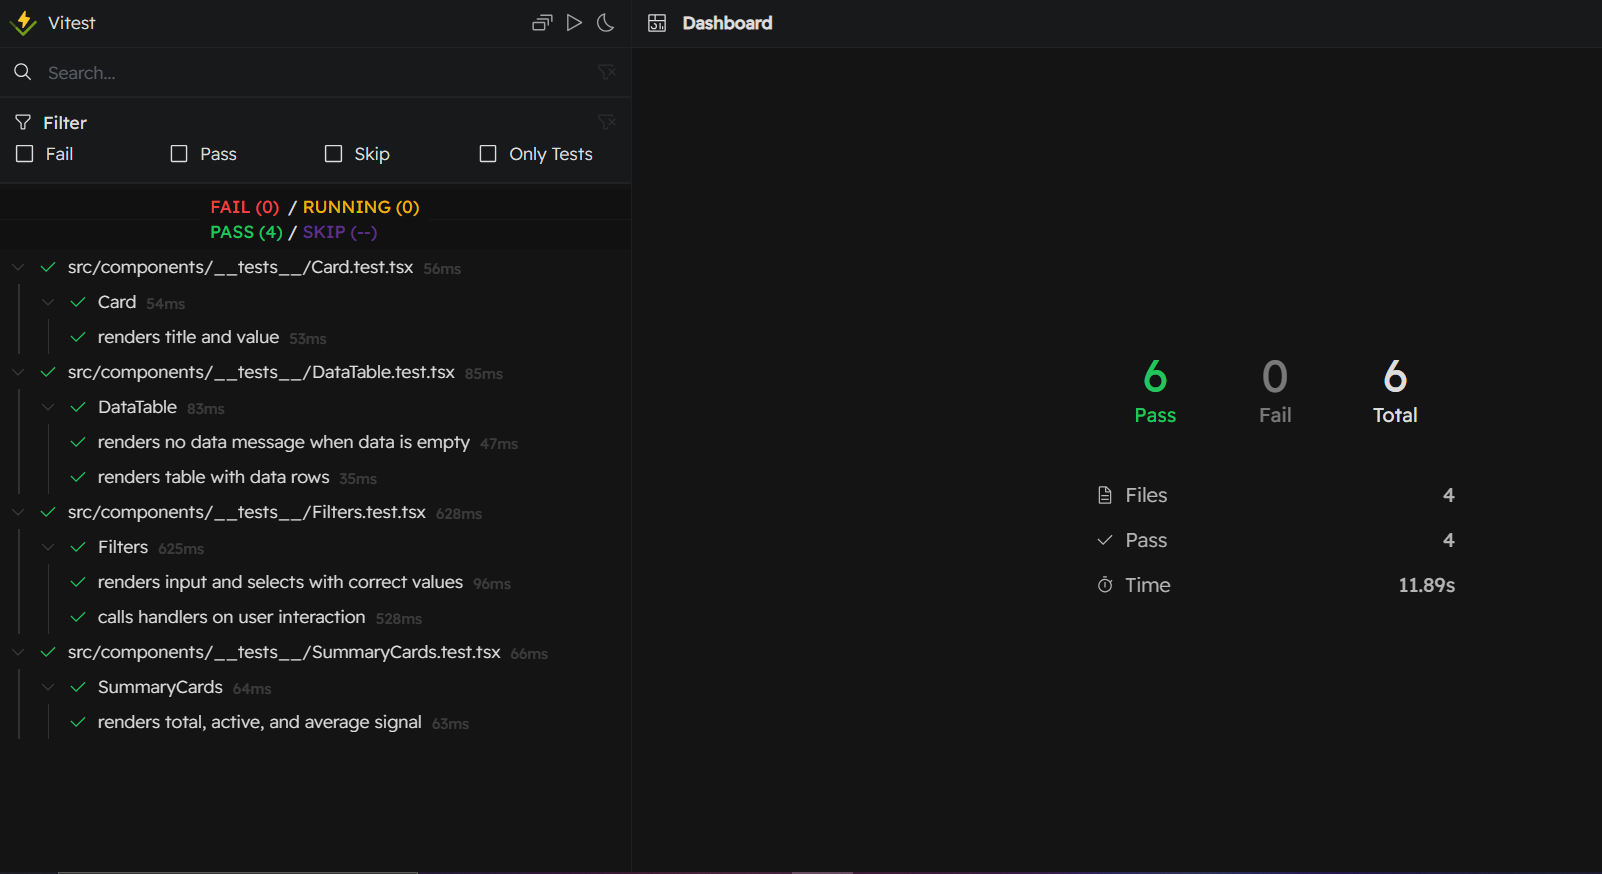 Vitest
Search...
Filter
Fail
Pass
Skip
Only Tests
FAIL (0) / RUNNING (0)
PASS (4) / SKIP (--)
src/components/__tests__/Card.test.tsx 56ms
Card 54ms
renders title and value 53ms
src/components/__tests__/DataTable.test.tsx 85ms
DataTable 83ms
renders no data message when data is empty 47ms
renders table with data rows 35ms
src/components/__tests__/Filters.test.tsx 628ms
Filters 625ms
renders input and selects with correct values 96ms
calls handlers on user interaction 528ms
src/components/__tests__/SummaryCards.test.tsx 66ms
SummaryCards 64ms
renders total, active, and average signal 63ms
Dashboard
6 0 6
Pass Fail Total
Files 4
Pass 4
Time 11.89s